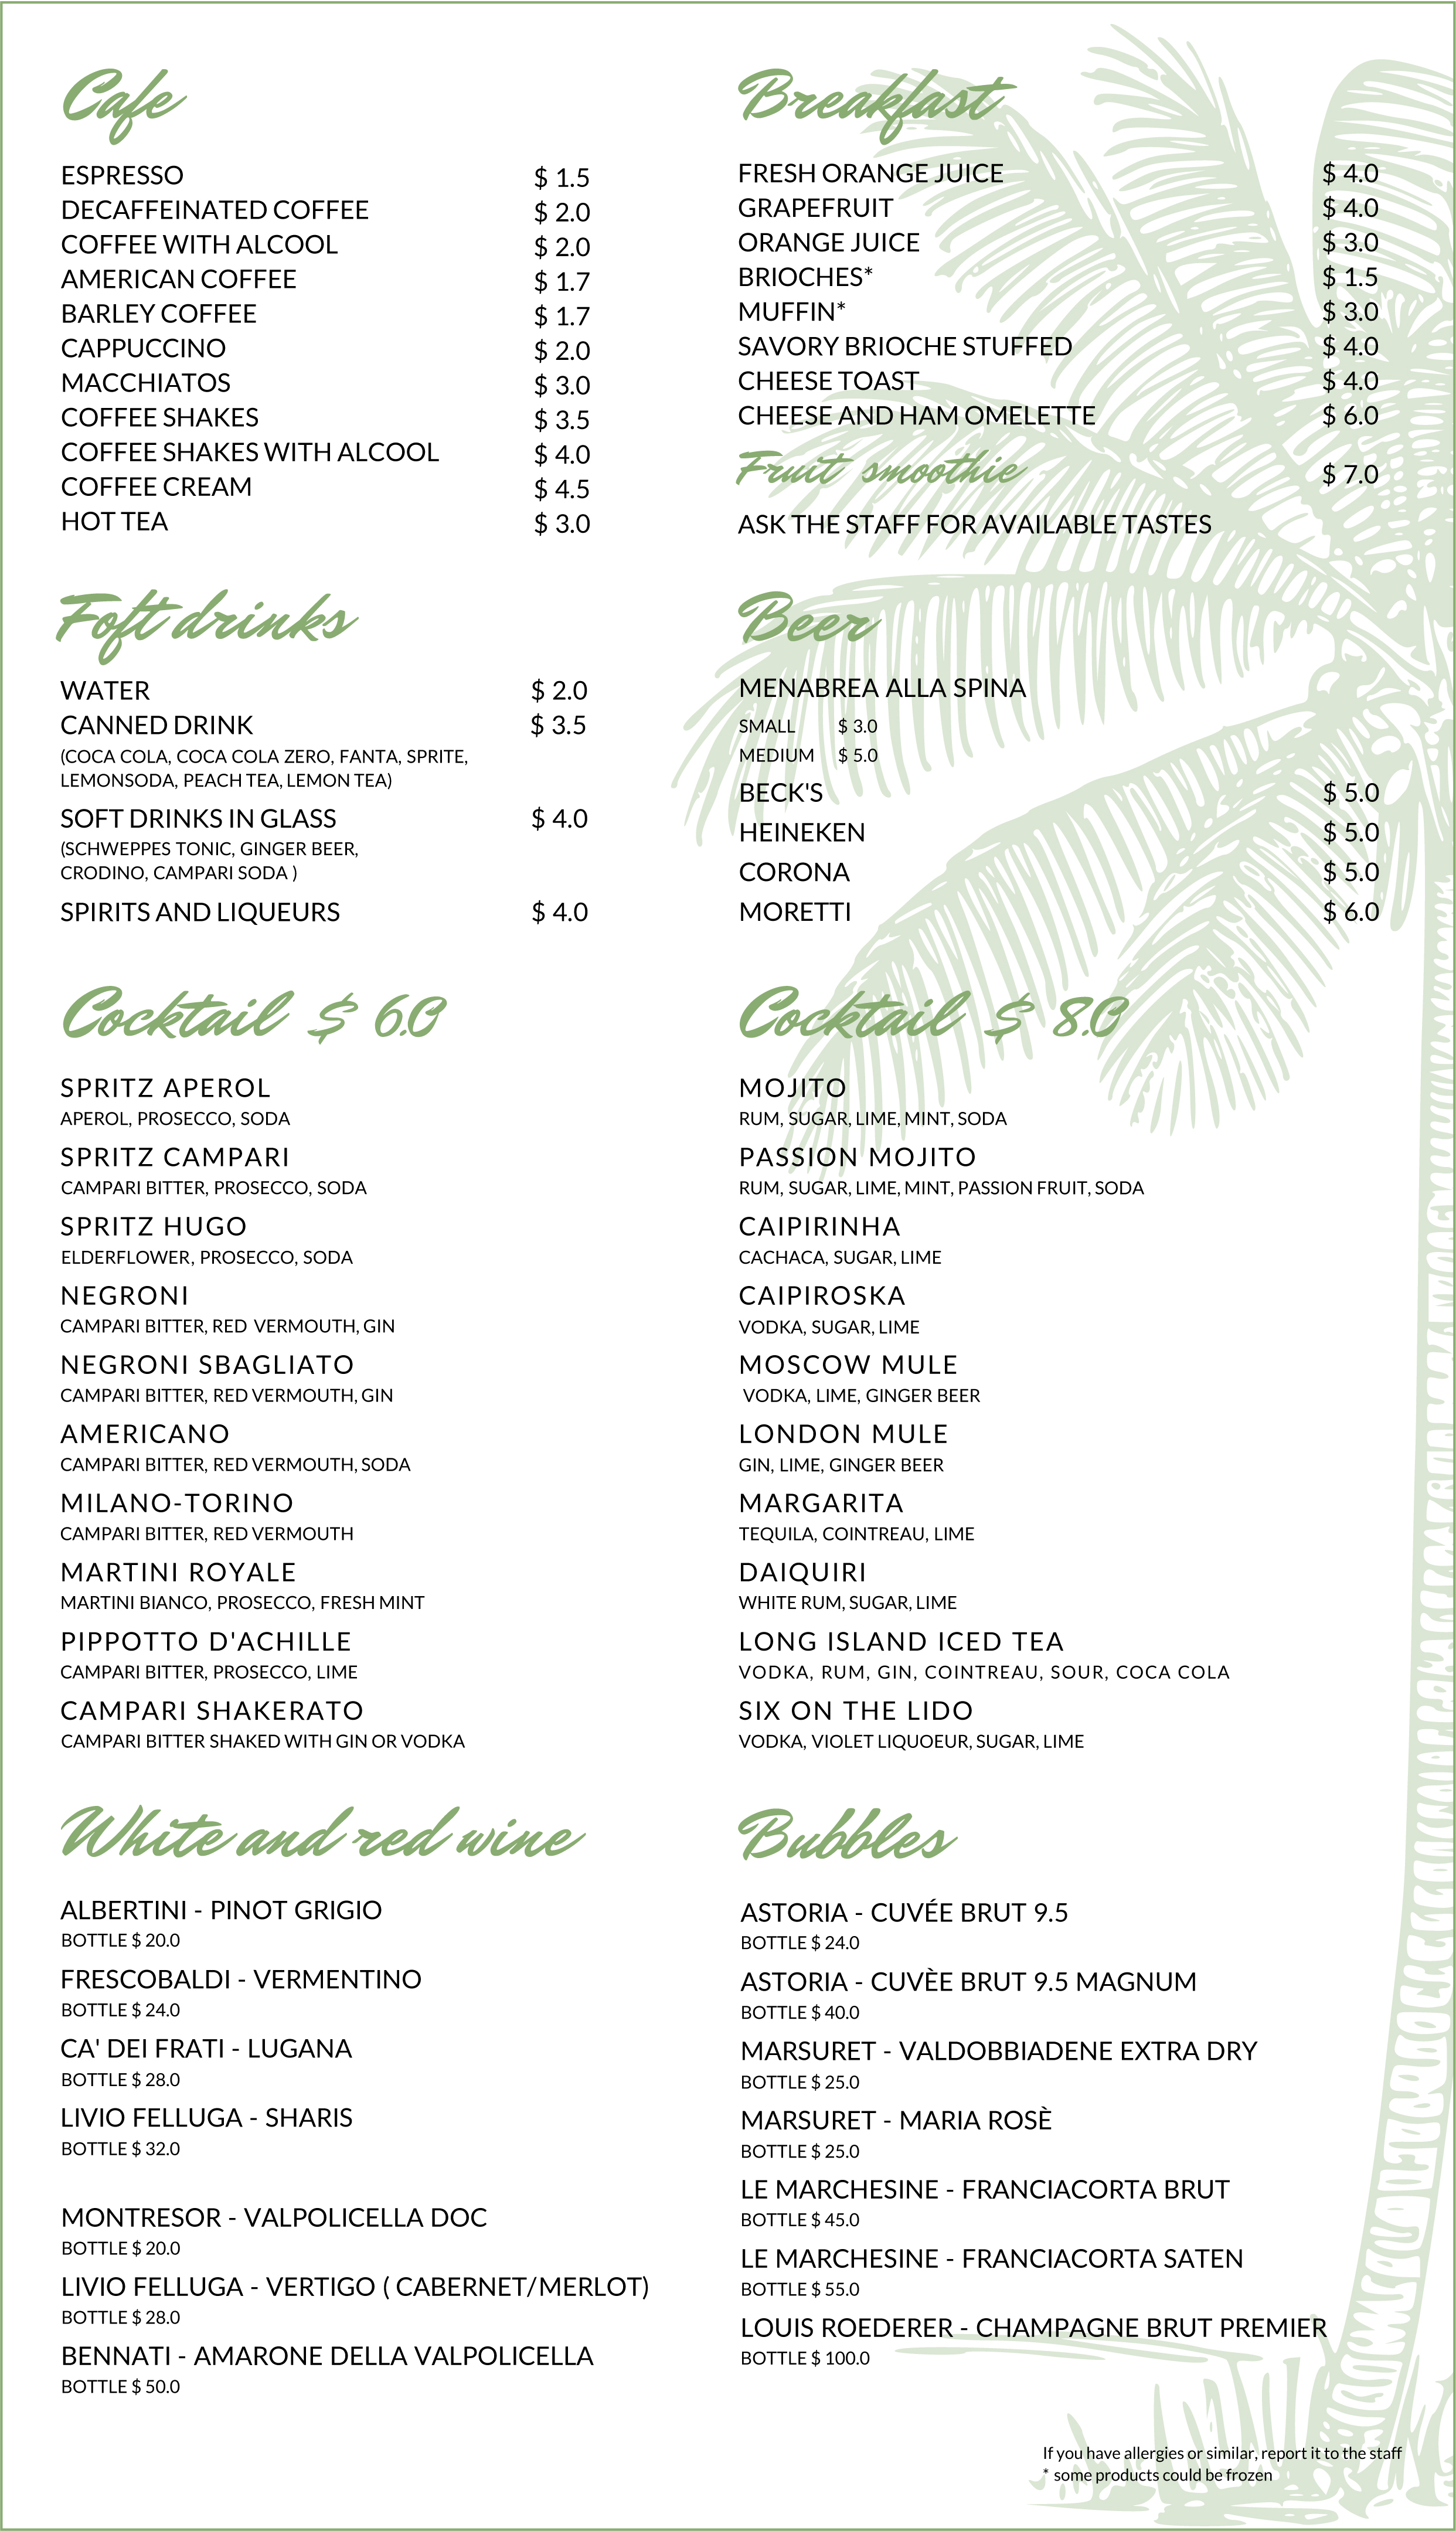 Cafe
ESPRESSO $ 1.5
DECAFFEINATED COFFEE $ 2.0
COFFEE WITH ALCOOL $ 2.0
AMERICAN COFFEE $ 1.7
BARLEY COFFEE $ 1.7
CAPPUCCINO $ 2.0
MACCHIATOS $ 3.0
COFFEE SHAKES $ 3.5
COFFEE SHAKES WITH ALCOOL $ 4.0
COFFEE CREAM $ 4.5
HOT TEA $ 3.0
Breakfast
FRESH ORANGE JUICE $ 4.0
GRAPEFRUIT $ 4.0
ORANGE JUICE $ 3.0
BRIOCHES* $ 1.5
MUFFIN* $ 3.0
SAVORY BRIOCHE STUFFED $ 4.0
CHEESE TOAST $ 4.0
CHEESE AND HAM OMELETTE $ 6.0
Fruit smoothie $ 7.0
ASK THE STAFF FOR AVAILABLE TASTES
Foft drinks
WATER $ 2.0
CANNED DRINK $ 3.5
(COCA COLA, COCA COLA ZERO, FANTA, SPRITE,
LEMONSODA, PEACH TEA, LEMON TEA)
SOFT DRINKS IN GLASS $ 4.0
(SCHWEPPES TONIC, GINGER BEER,
CRODINO, CAMPARI SODA )
SPIRITS AND LIQUEURS $ 4.0
Beer
MENABREA ALLA SPINA
SMALL $ 3.0
MEDIUM $ 5.0
BECK'S $ 5.0
HEINEKEN $ 5.0
CORONA $ 5.0
MORETTI $ 6.0
Cocktail $ 6.0
SPRITZ APEROL
APEROL, PROSECCO, SODA
SPRITZ CAMPARI
CAMPARI BITTER, PROSECCO, SODA
SPRITZ HUGO
ELDERFLOWER, PROSECCO, SODA
NEGRONI
CAMPARI BITTER, RED VERMOUTH, GIN
NEGRONI SBAGLIATO
CAMPARI BITTER, RED VERMOUTH, GIN
AMERICANO
CAMPARI BITTER, RED VERMOUTH, SODA
MILANO-TORINO
CAMPARI BITTER, RED VERMOUTH
MARTINI ROYALE
MARTINI BIANCO, PROSECCO, FRESH MINT
PIPPOTTO D'ACHILLE
CAMPARI BITTER, PROSECCO, LIME
CAMPARI SHAKERATO
CAMPARI BITTER SHAKED WITH GIN OR VODKA
Cocktail $ 8.0
MOJITO
RUM, SUGAR, LIME, MINT, SODA
PASSION MOJITO
RUM, SUGAR, LIME, MINT, PASSION FRUIT, SODA
CAIPIRINHA
CACHACA, SUGAR, LIME
CAIPIROSKA
VODKA, SUGAR, LIME
MOSCOW MULE
VODKA, LIME, GINGER BEER
LONDON MULE
GIN, LIME, GINGER BEER
MARGARITA
TEQUILA, COINTREAU, LIME
DAIQUIRI
WHITE RUM, SUGAR, LIME
LONG ISLAND ICED TEA
VODKA, RUM, GIN, COINTREAU, SOUR, COCA COLA
SIX ON THE LIDO
VODKA, VIOLET LIQUOEUR, SUGAR, LIME
White and red wine
ALBERTINI - PINOT GRIGIO
BOTTLE $ 20.0
FRESCOBALDI - VERMENTINO
BOTTLE $ 24.0
CA' DEI FRATI - LUGANA
BOTTLE $ 28.0
LIVIO FELLUGA - SHARIS
BOTTLE $ 32.0
MONTRESOR - VALPOLICELLA DOC
BOTTLE $ 20.0
LIVIO FELLUGA - VERTIGO ( CABERNET/MERLOT)
BOTTLE $ 28.0
BENNATI - AMARONE DELLA VALPOLICELLA
BOTTLE $ 50.0
Bubbles
ASTORIA - CUVÉE BRUT 9.5
BOTTLE $ 24.0
ASTORIA - CUVÈE BRUT 9.5 MAGNUM
BOTTLE $ 40.0
MARSURET - VALDOBBIADENE EXTRA DRY
BOTTLE $ 25.0
MARSURET - MARIA ROSÈ
BOTTLE $ 25.0
LE MARCHESINE - FRANCIACORTA BRUT
BOTTLE $ 45.0
LE MARCHESINE - FRANCIACORTA SATEN
BOTTLE $ 55.0
LOUIS ROEDERER - CHAMPAGNE BRUT PREMIER
BOTTLE $ 100.0
If you have allergies or similar, report it to the staff
* some products could be frozen